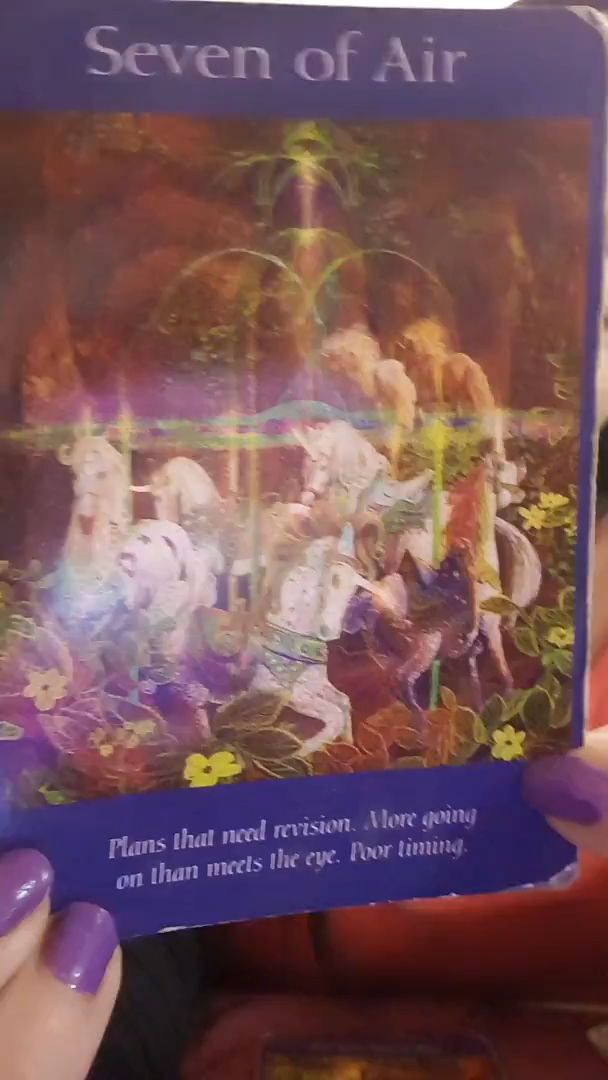 Seven of Air
Plans that need revision. More going
on than meets the eye. Poor timing.